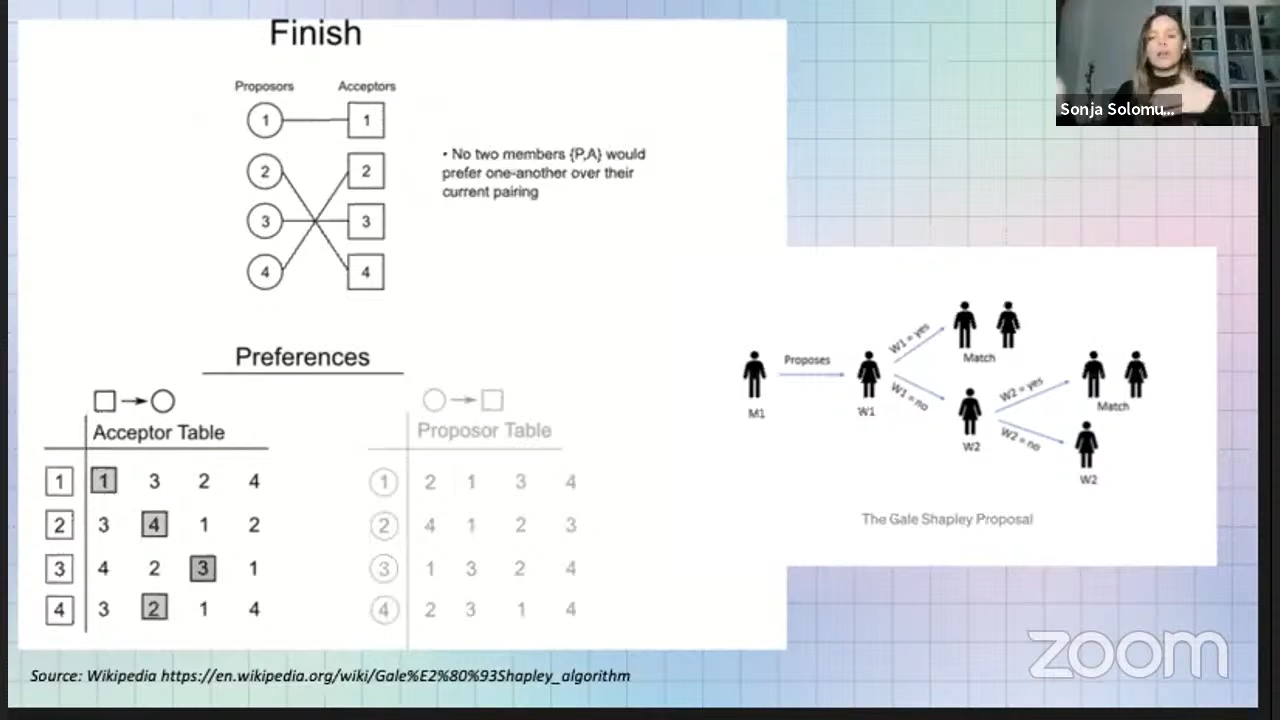 Finish
Proposors Acceptors
1 1
2 2
3 3
4 4
• No two members {P,A} would
prefer one-another over their
current pairing
Preferences
Acceptor Table
1 1 3 2 4
2 3 4 1 2
3 4 2 3 1
4 3 2 1 4
Proposor Table
1 2 1 3 4
2 4 1 2 3
3 1 3 2 4
4 2 3 1 4
Source: Wikipedia https://en.wikipedia.org/wiki/Gale%E2%80%93Shapley_algorithm
Sonja Solomu...
M1
Proposes
W1
W1 = yes
Match
W1 = no
W2
W2 = yes
Match
W2 = no
W2
The Gale Shapley Proposal
zoom